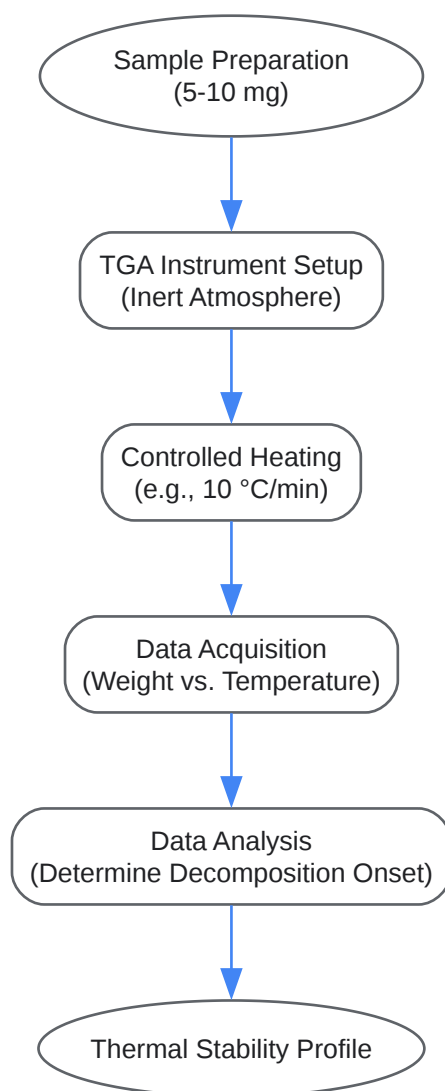 Sample Preparation
(5-10 mg)
TGA Instrument Setup
(Inert Atmosphere)
Controlled Heating
(e.g., 10 °C/min)
Data Acquisition
(Weight vs. Temperature)
Data Analysis
(Determine Decomposition Onset)
Thermal Stability Profile